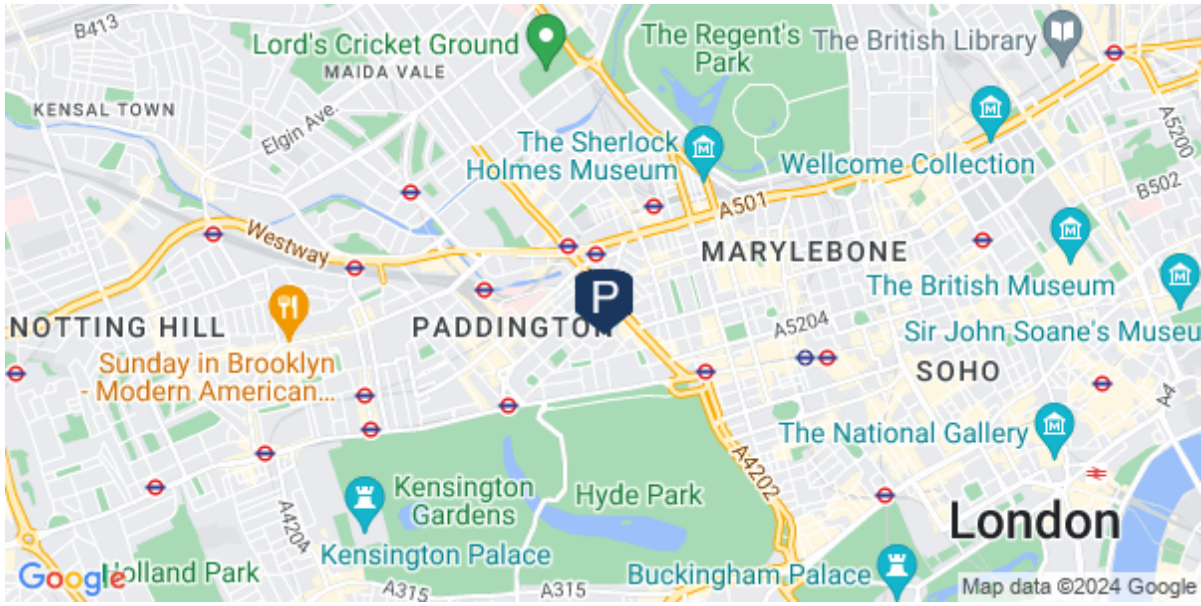 B413
Lord's Cricket Ground
MAIDA VALE
The Regent's
Park
The British Library
KENSAL TOWN
Elgin Ave.
A5200
The Sherlock
Holmes Museum
Wellcome Collection
B502
A501
Westway
MARYLEBONE
The British Museum
P
NOTTING HILL
PADDINGTON
A5204
Sir John Soane's Museu
Sunday in Brooklyn
- Modern American...
SOHO
A4
The National Gallery
A4202
Kensington
Gardens
Hyde Park
A4204
London
Kensington Palace
Holland Park
Buckingham Palace
A315
A315
Google
Map data ©2024 Google